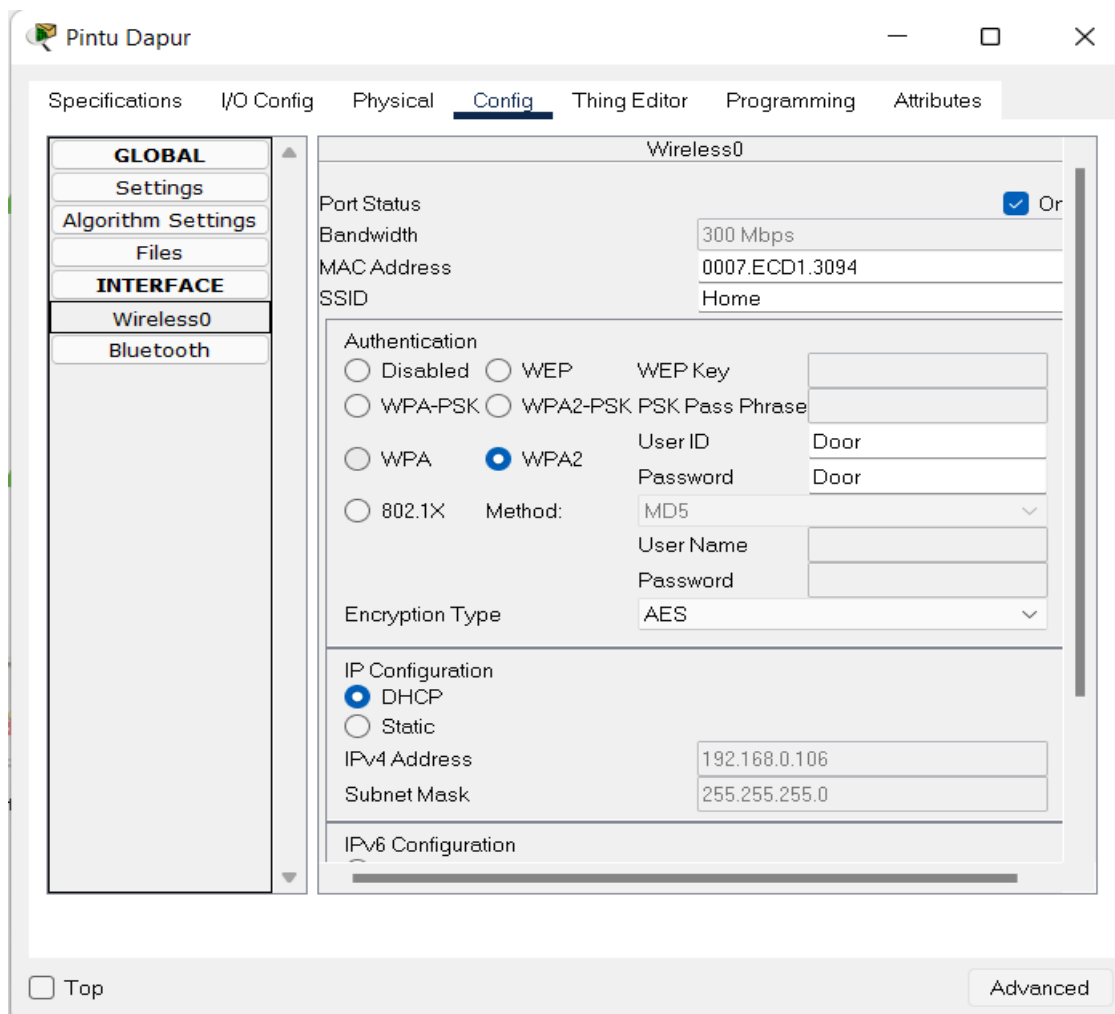 Pintu Dapur
Specifications I/O Config Physical Config Thing Editor Programming Attributes
GLOBAL
Settings
Algorithm Settings
Files
INTERFACE
Wireless0
Bluetooth
Wireless0
Port Status On
Bandwidth 300 Mbps
MAC Address 0007.ECD1.3094
SSID Home
Authentication
Disabled WEP WEP Key
WPA-PSK WPA2-PSK PSK Pass Phrase
WPA WPA2 User ID Door
Password Door
802.1X Method: MD5
User Name
Password
Encryption Type AES
IP Configuration
DHCP
Static
IPv4 Address 192.168.0.106
Subnet Mask 255.255.255.0
IPv6 Configuration
Top Advanced